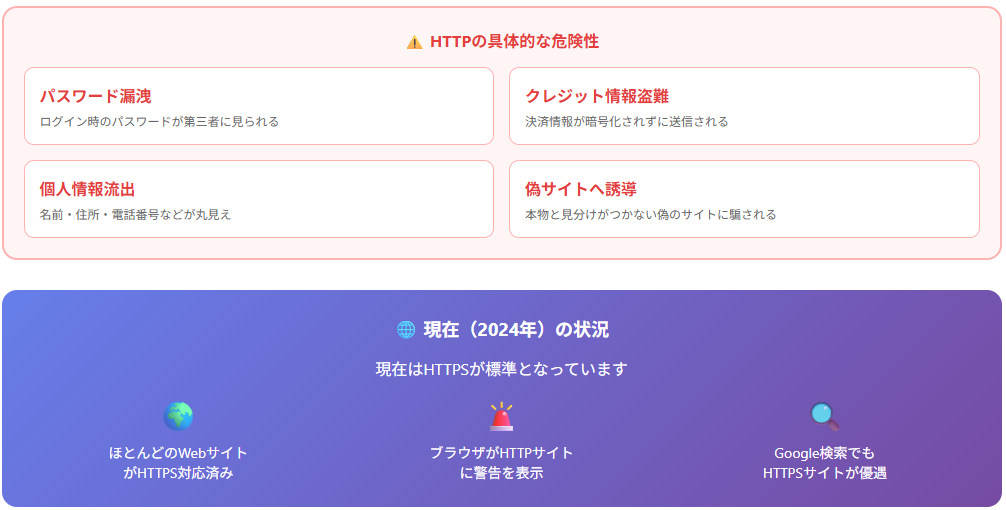 HTTPの具体的な危険性
パスワード漏洩
ログイン時のパスワードが第三者に見られる
クレジット情報盗難
決済情報が暗号化されずに送信される
個人情報流出
名前・住所・電話番号などが丸見え
偽サイトへ誘導
本物と見分けがつかない偽のサイトに騙される
現在（2024年）の状況
現在はHTTPSが標準となっています
ほとんどのWebサイト
がHTTPS対応済み
ブラウザがHTTPサイト
に警告を表示
Google検索でも
HTTPSサイトが優遇